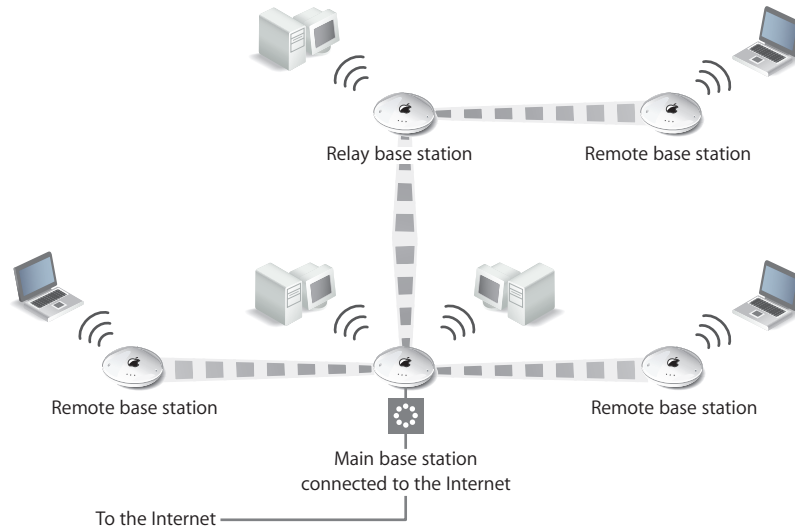 Relay base station
Remote base station
Remote base station
Remote base station
Main base station
connected to the Internet
To the Internet